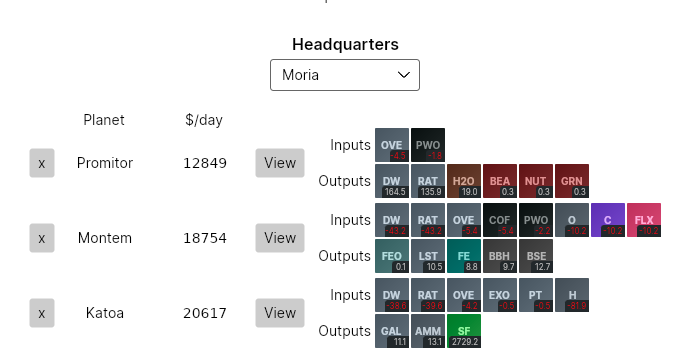 Headquarters
Moria
Planet $/day
x Promitor 12849 View
Inputs OVE -4.5 PWO -1.8
Outputs DW 164.5 RAT 135.9 H2O 19.0 BEA 0.3 NUT 0.3 GRN 0.3
x Montem 18754 View
Inputs DW -43.2 RAT -43.2 OVE -5.4 COF -5.4 PWO -2.2 O -10.2 C -10.2 FLX -10.2
Outputs FEO 0.1 LST 10.5 FE 8.8 BBH 9.7 BSE 12.7
x Katoa 20617 View
Inputs DW -38.6 RAT -39.6 OVE -4.2 EXO -0.5 PT -0.5 H -81.9
Outputs GAL 11.1 AMM 13.1 SF 2729.2